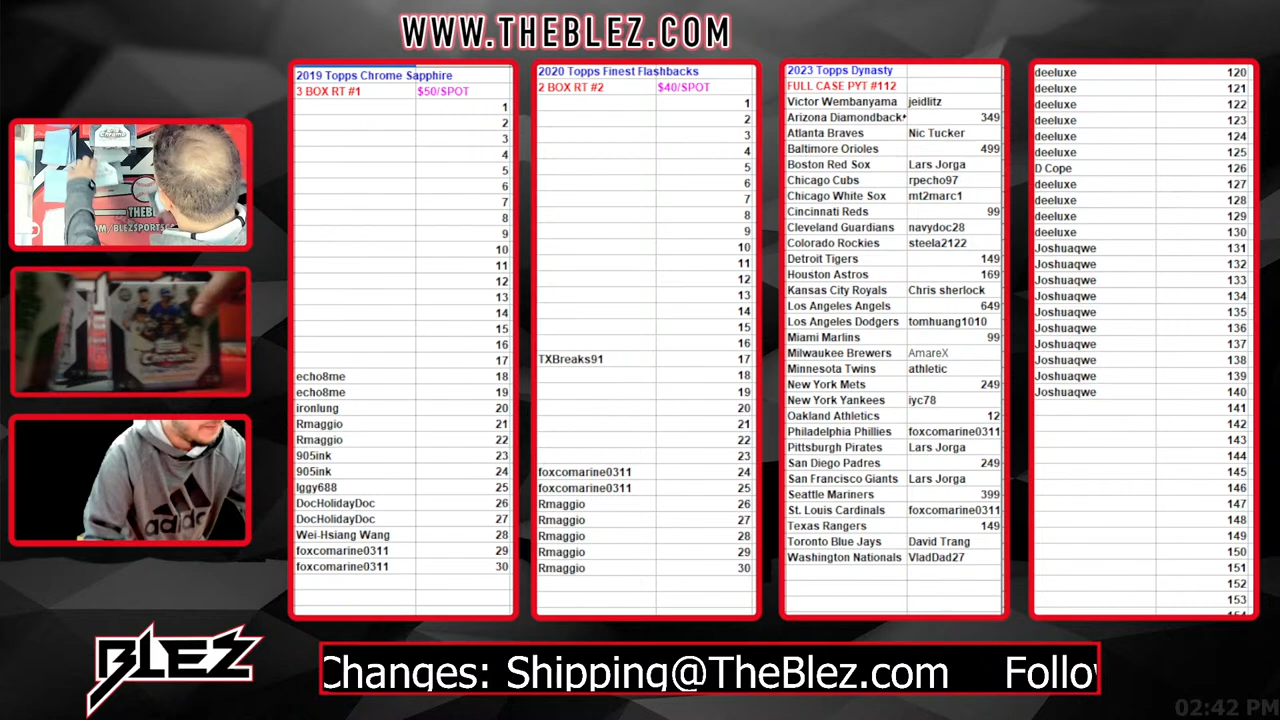 WWW.THEBLEZ.COM
2019 Topps Chrome Sapphire
3 BOX RT #1 $50/SPOT
1
2
3
4
5
6
7
8
9
10
11
12
13
14
15
16
17
echo8me 18
echo8me 19
ironlung 20
Rmaggio 21
Rmaggio 22
905ink 23
905ink 24
Iggy688 25
DocHolidayDoc 26
DocHolidayDoc 27
Wei-Hsiang Wang 28
foxcomarine0311 29
foxcomarine0311 30
2020 Topps Finest Flashbacks
2 BOX RT #2 $40/SPOT
1
2
3
4
5
6
7
8
9
10
11
12
13
14
15
16
TXBreaks91 17
18
19
20
21
22
23
foxcomarine0311 24
foxcomarine0311 25
Rmaggio 26
Rmaggio 27
Rmaggio 28
Rmaggio 29
Rmaggio 30
2023 Topps Dynasty
FULL CASE PYT #112
Victor Wembanyama jeidlitz
Arizona Diamondback 349
Atlanta Braves Nic Tucker
Baltimore Orioles 499
Boston Red Sox Lars Jorga
Chicago Cubs rpecho97
Chicago White Sox mt2marc1
Cincinnati Reds 99
Cleveland Guardians navydoc28
Colorado Rockies steela2122
Detroit Tigers 149
Houston Astros 169
Kansas City Royals Chris sherlock
Los Angeles Angels 649
Los Angeles Dodgers tomhuang1010
Miami Marlins 99
Milwaukee Brewers AmareX
Minnesota Twins athletic
New York Mets 249
New York Yankees iyc78
Oakland Athletics 12
Philadelphia Phillies foxcomarine0311
Pittsburgh Pirates Lars Jorga
San Diego Padres 249
San Francisco Giants Lars Jorga
Seattle Mariners 399
St. Louis Cardinals foxcomarine0311
Texas Rangers 149
Toronto Blue Jays David Trang
Washington Nationals VladDad27
deeluxe 120
deeluxe 121
deeluxe 122
deeluxe 123
deeluxe 124
deeluxe 125
D Cope 126
deeluxe 127
deeluxe 128
deeluxe 129
deeluxe 130
Joshuaqwe 131
Joshuaqwe 132
Joshuaqwe 133
Joshuaqwe 134
Joshuaqwe 135
Joshuaqwe 136
Joshuaqwe 137
Joshuaqwe 138
Joshuaqwe 139
Joshuaqwe 140
141
142
143
144
145
146
147
148
149
150
151
152
153
BLEZ
Changes: Shipping@TheBlez.com Follow
02:42 PM